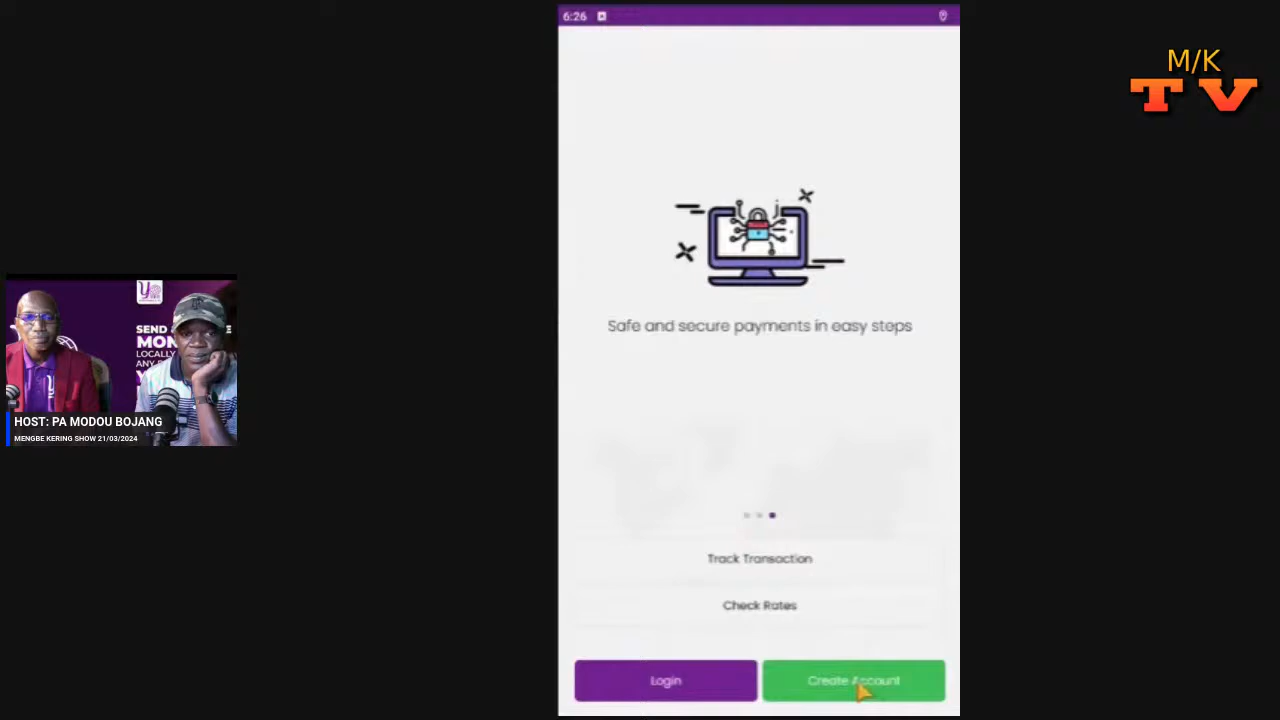 6:26
M/K
TV
Safe and secure payments in easy steps
SEND
MON
LOCALLY
ANY
HOST: PA MODOU BOJANG
MENGBE KERING SHOW 21/03/2024
Track Transaction
Check Rates
Login
Create Account